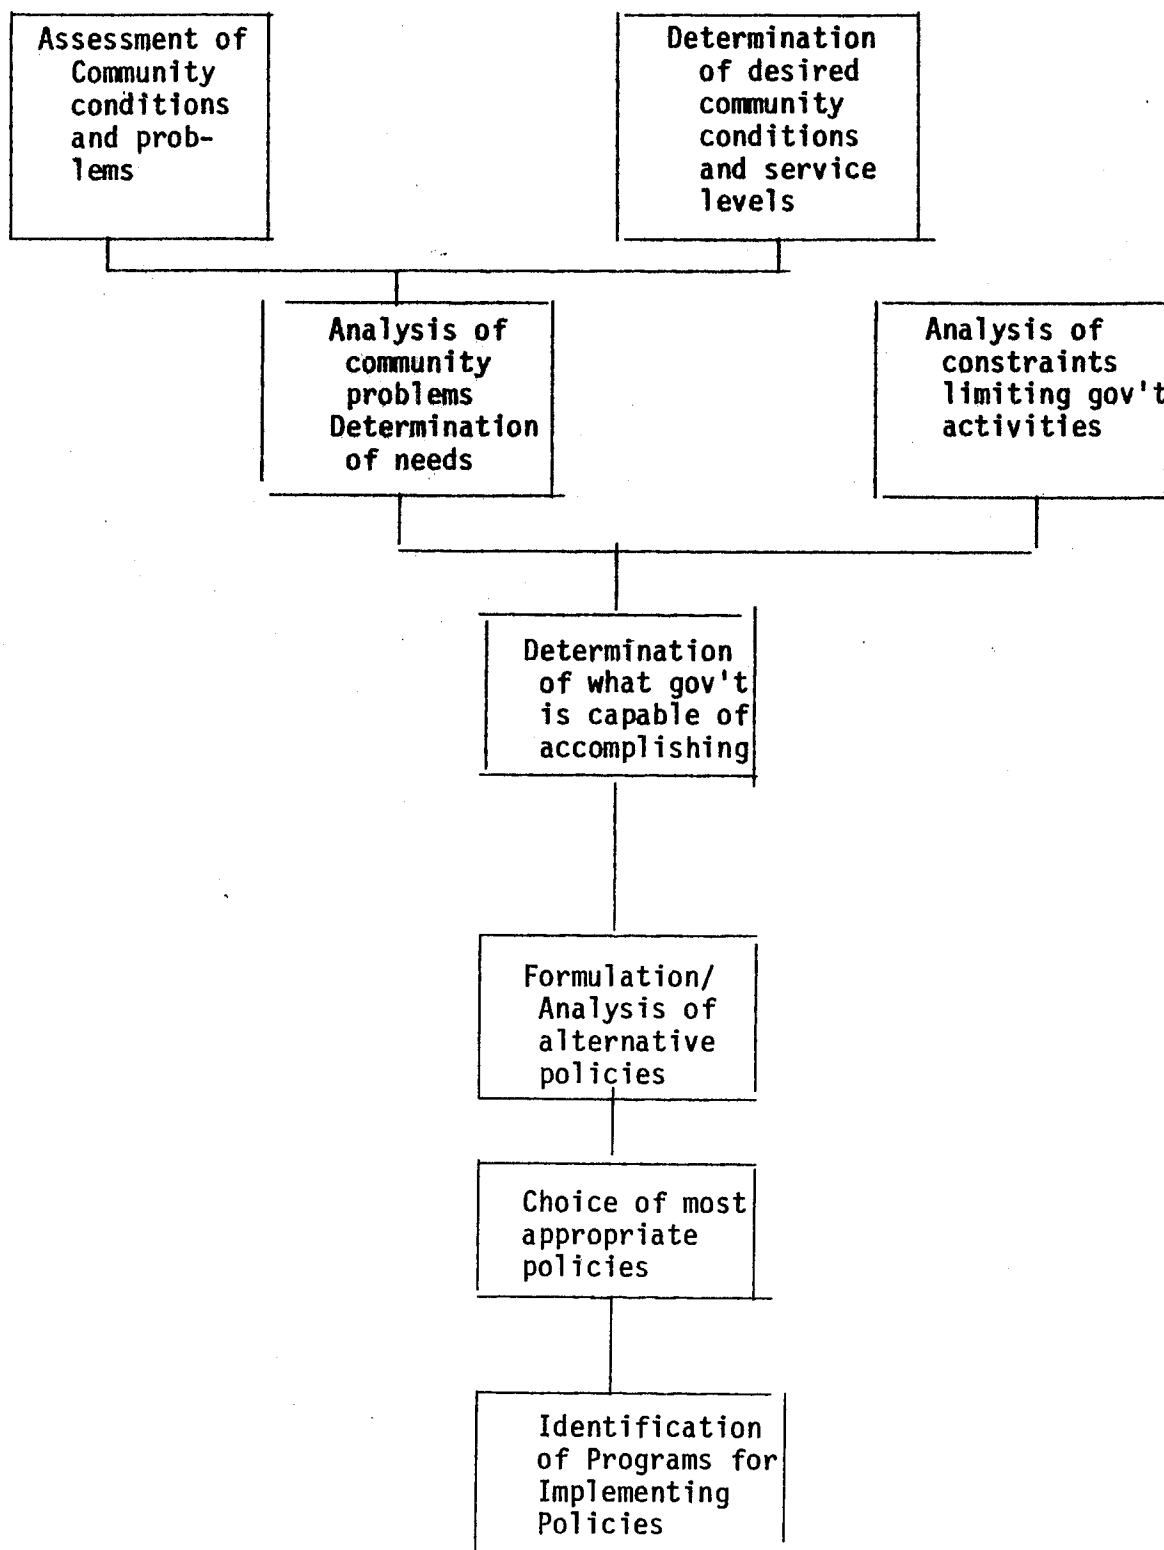 Assessment of
Community
conditions
and prob-
lems
Determination
of desired
community
conditions
and service
levels
Analysis of
community
problems
Determination
of needs
Analysis of
constraints
limiting gov't
activities
Determination
of what gov't
is capable of
accomplishing
Formulation/
Analysis of
alternative
policies
Choice of most
appropriate
policies
Identification
of Programs for
Implementing
Policies